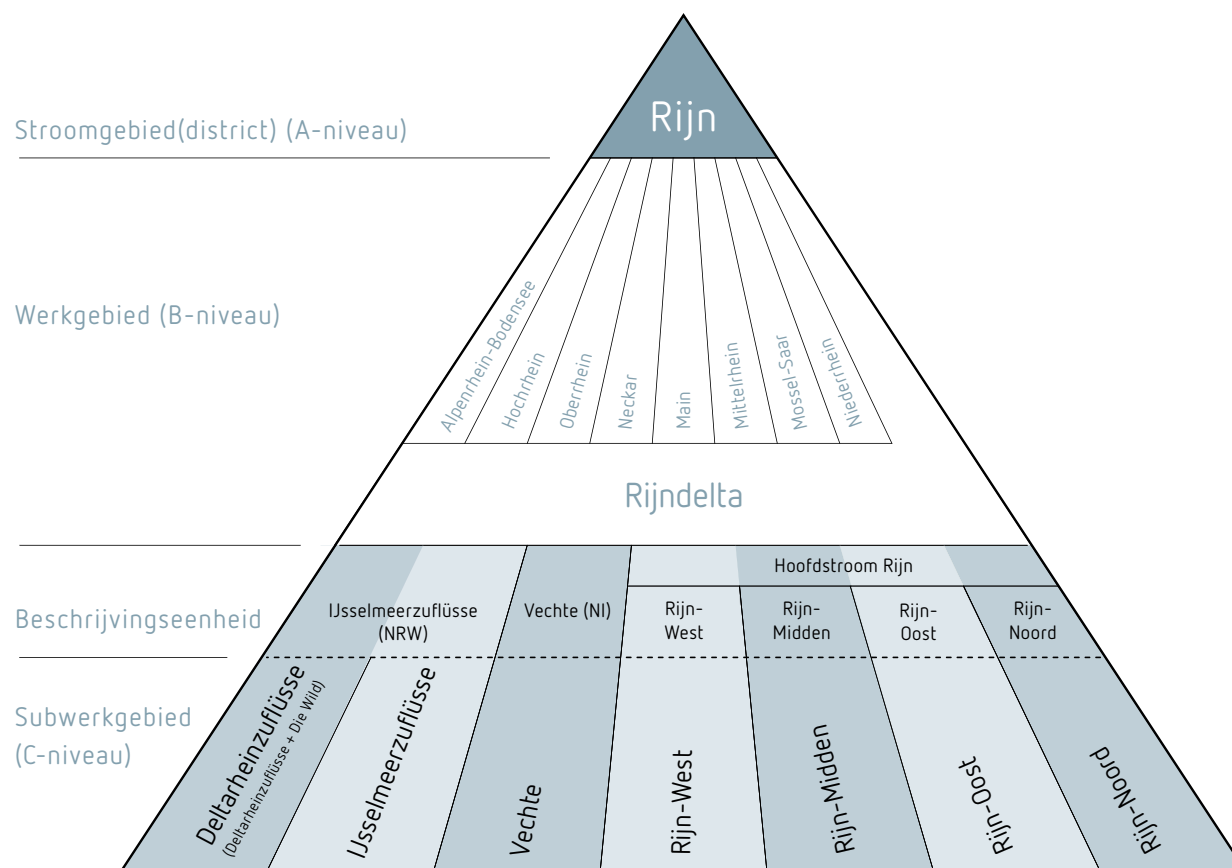 Rijn
Stroomgebied(district) (A-niveau)
Werkgebied (B-niveau)
Alpenrhein-Bodensee
Hochrhein
Oberrhein
Neckar
Main
Mittelrhein
Mossel-Saar
Niederrhein
Rijndelta
Hoofdstroom Rijn
Beschrijvingseenheid
IJsselmeerzuflüsse
(NRW)
Vechte (NI)
Rijn-
West
Rijn-
Midden
Rijn-
Oost
Rijn-
Noord
Subwerkgebied
(C-niveau)
Deltarheinzuflüsse
(Deltarheinzuflüsse + Die Wild)
IJsselmeerzuflüsse
Vechte
Rijn-West
Rijn-Midden
Rijn-Oost
Rijn-Noord